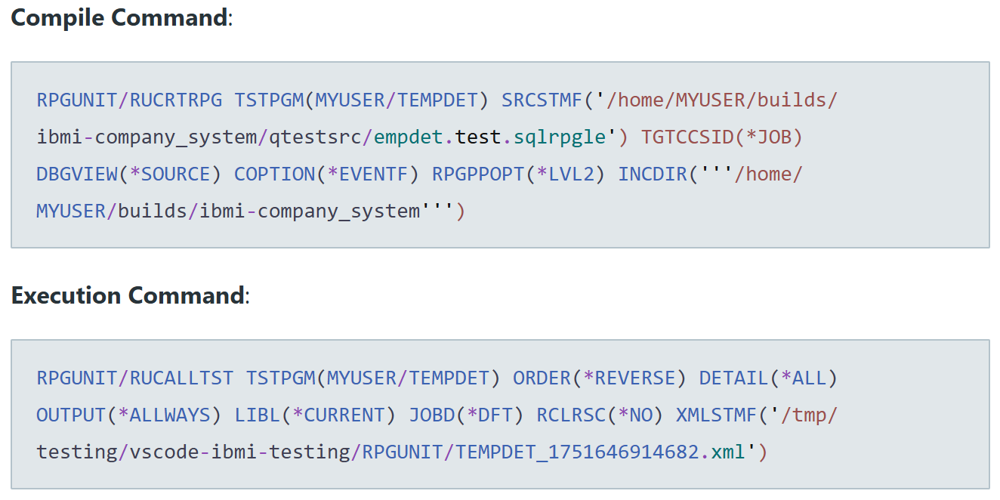 Compile Command:
RPGUNIT/RUCRTRPG TSTPGM(MYUSER/TEMPDET) SRCSTMF('/home/MYUSER/builds/
ibmi-company_system/qtestsrc/empdet.test.sqlrpgle') TGTCCSID(*JOB)
DBGVIEW(*SOURCE) COPTION(*EVENTF) RPGPPOPT(*LVL2) INCDIR('''/home/
MYUSER/builds/ibmi-company_system''')
Execution Command:
RPGUNIT/RUCALLTST TSTPGM(MYUSER/TEMPDET) ORDER(*REVERSE) DETAIL(*ALL)
OUTPUT(*ALLWAYS) LIBL(*CURRENT) JOBD(*DFT) RCLRSC(*NO) XMLSTMF('/tmp/
testing/vscode-ibmi-testing/RPGUNIT/TEMPDET_1751646914682.xml')